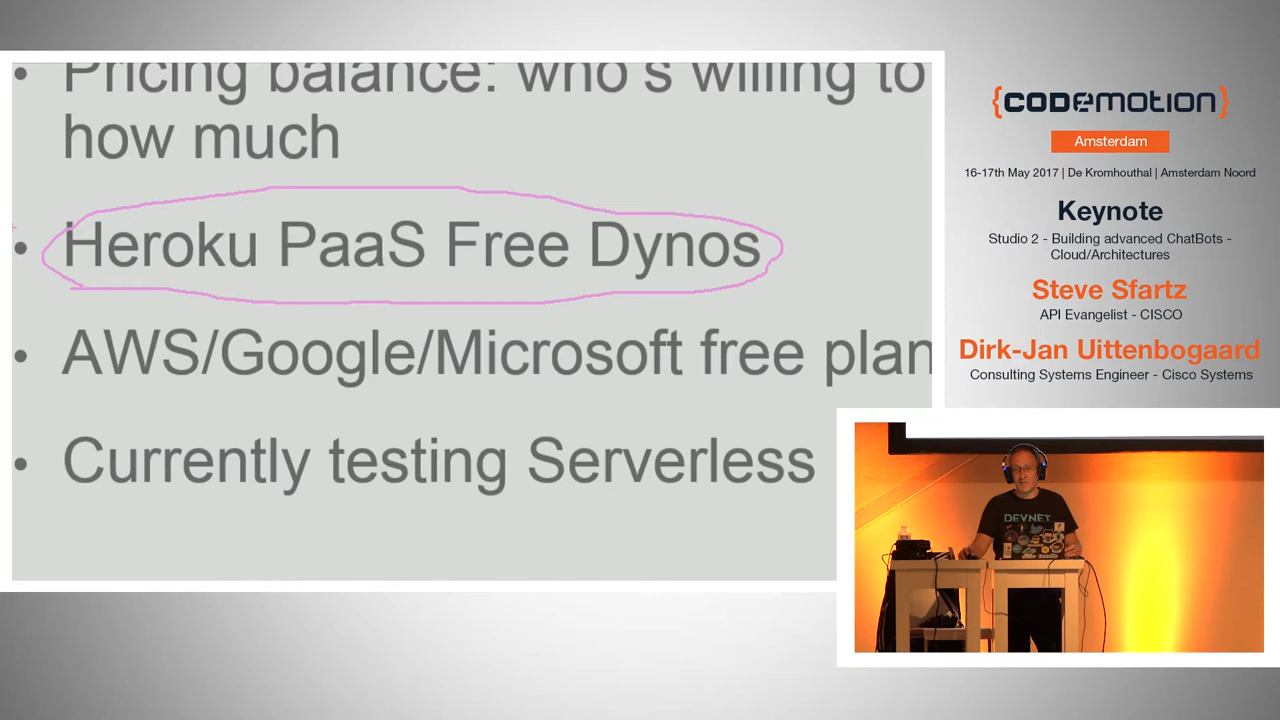 • Pricing balance: who's willing to
how much
• Heroku PaaS Free Dynos
• AWS/Google/Microsoft free plan
• Currently testing Serverless
{CODEMOTION}
Amsterdam
16-17th May 2017 | De Kromhouthal | Amsterdam Noord
Keynote
Studio 2 - Building advanced ChatBots -
Cloud/Architectures
Steve Sfartz
API Evangelist - CISCO
Dirk-Jan Uittenbogaard
Consulting Systems Engineer - Cisco Systems
DEVNET